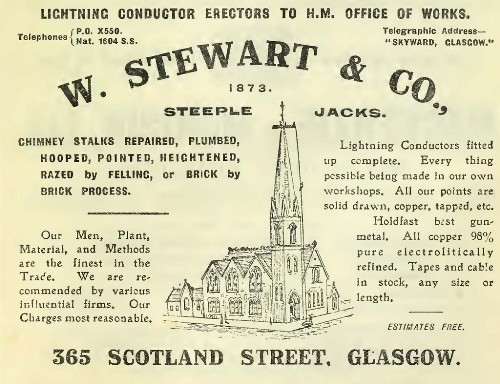 LIGHTNING CONDUCTOR ERECTORS TO H.M. OFFICE OF WORKS.
Telephones { P.O. X550.
Nat. 1604 S.S.
Telegraphic Address—
"SKYWARD, GLASGOW."
W. STEWART & CO.,
1873.
STEEPLE JACKS.
CHIMNEY STALKS REPAIRED, PLUMBED,
HOOPED, POINTED, HEIGHTENED,
RAZED by FELLING, or BRICK by
BRICK PROCESS.
Our Men, Plant,
Material, and Methods
are the finest in the
Trade. We are re-
commended by various
influential firms. Our
Charges most reasonable.
Lightning Conductors fitted
up complete. Every thing
possible being made in our own
workshops. All our points are
solid drawn, copper, tapped, etc.
Holdfast best gun-
metal. All copper 98%
pure electrolitically
refined. Tapes and cable
in stock, any size or
length.
ESTIMATES FREE.
365 SCOTLAND STREET, GLASGOW.